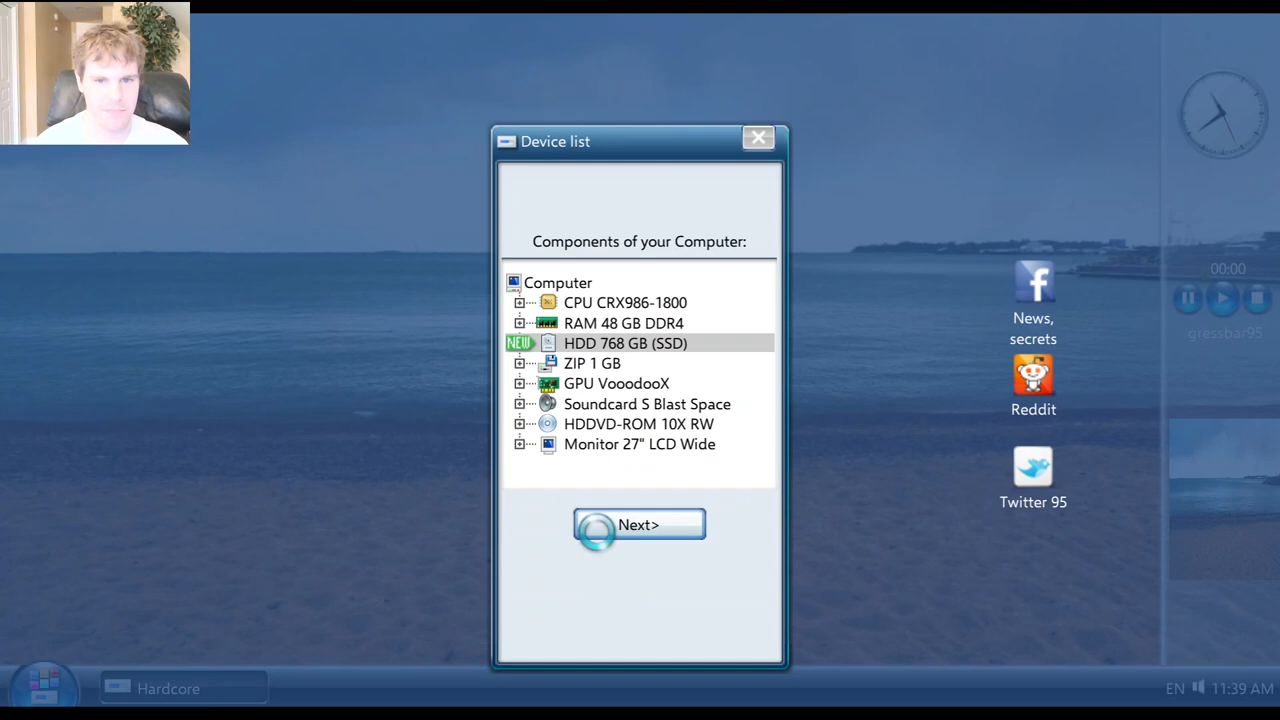 Device list
Components of your Computer:
Computer
CPU CRX986-1800
RAM 48 GB DDR4
NEW HDD 768 GB (SSD)
ZIP 1 GB
GPU VooodooX
Soundcard S Blast Space
HDDVD-ROM 10X RW
Monitor 27" LCD Wide
Next>
News,
secrets
Reddit
Twitter 95
00:00
gressbar95
Hardcore
EN 11:39 AM